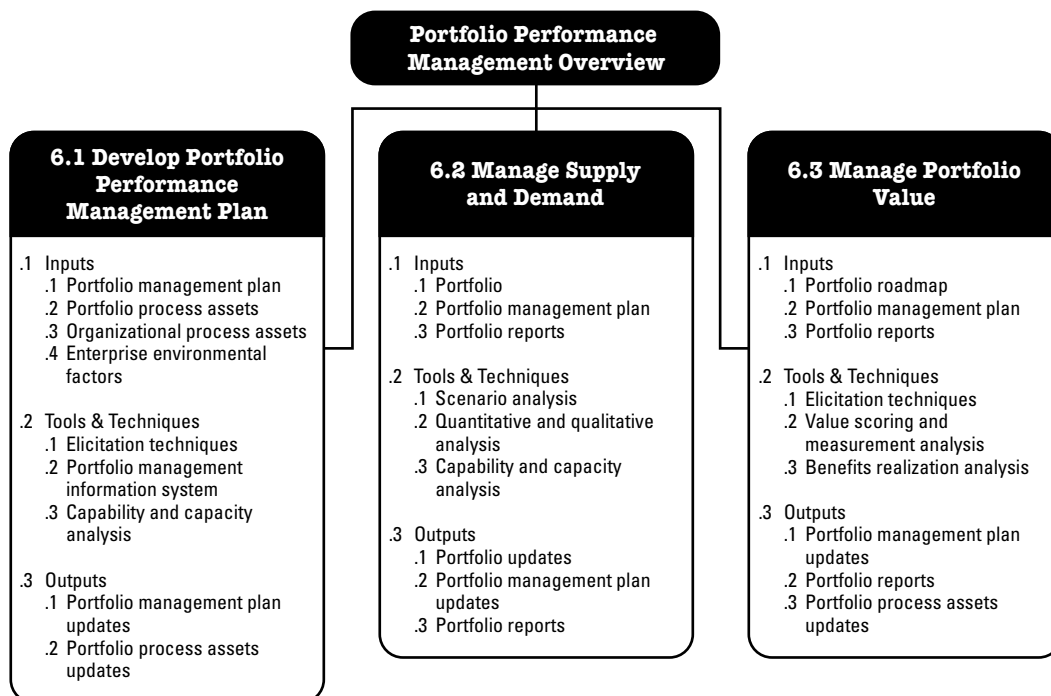 Portfolio Performance
Management Overview
6.1 Develop Portfolio
Performance
Management Plan
.1 Inputs
.1 Portfolio management plan
.2 Portfolio process assets
.3 Organizational process assets
.4 Enterprise environmental
factors
.2 Tools & Techniques
.1 Elicitation techniques
.2 Portfolio management
information system
.3 Capability and capacity
analysis
.3 Outputs
.1 Portfolio management plan
updates
.2 Portfolio process assets
updates
6.2 Manage Supply
and Demand
.1 Inputs
.1 Portfolio
.2 Portfolio management plan
.3 Portfolio reports
.2 Tools & Techniques
.1 Scenario analysis
.2 Quantitative and qualitative
analysis
.3 Capability and capacity
analysis
.3 Outputs
.1 Portfolio updates
.2 Portfolio management plan
updates
.3 Portfolio reports
6.3 Manage Portfolio
Value
.1 Inputs
.1 Portfolio roadmap
.2 Portfolio management plan
.3 Portfolio reports
.2 Tools & Techniques
.1 Elicitation techniques
.2 Value scoring and
measurement analysis
.3 Benefits realization analysis
.3 Outputs
.1 Portfolio management plan
updates
.2 Portfolio reports
.3 Portfolio process assets
updates